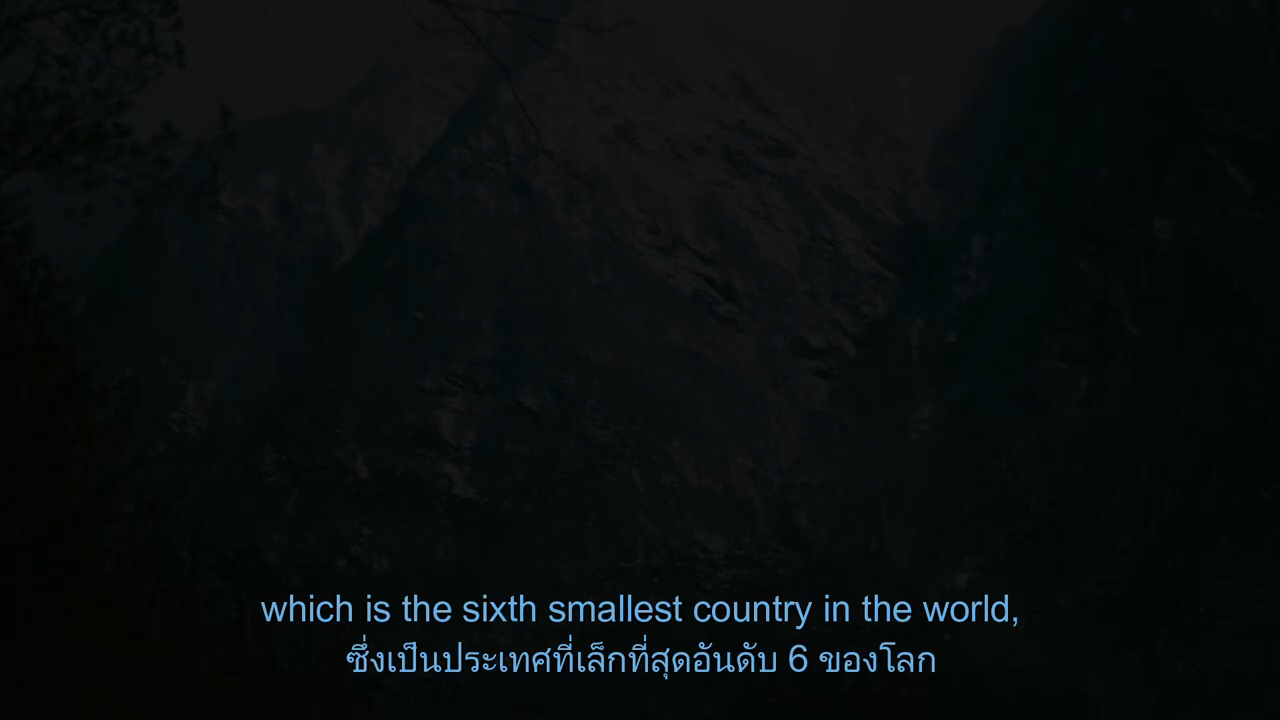 which is the sixth smallest country in the world,
ซึ่งเป็นประเทศที่เล็กที่สุดอันดับ 6 ของโลก